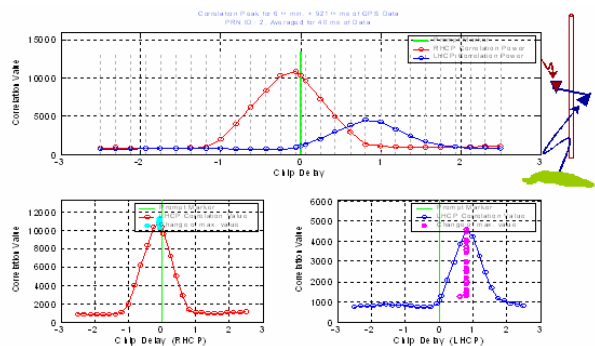 Correlation Peak for 6 th min. + 921 th ms of GPS Data
PRN ID : 2. Averaged for 48 ms of Data
Correlation Value
15000
10000
5000
0
Prompt Marker
RHCP Correlation Power
LHCP Correlation Power
-3
-2
-1
0
1
2
3
Chip Delay
Correlation Value
12000
10000
8000
6000
4000
2000
0
Prompt Marker
RHCP Correlation Value
Change of max. value
-3
-2
-1
0
1
2
3
Chip Delay (RHCP)
Correlation Value
6000
5000
4000
3000
2000
1000
0
Prompt Marker
LHCP Correlation Value
Change of max. value
-3
-2
-1
0
1
2
3
Chip Delay (LHCP)